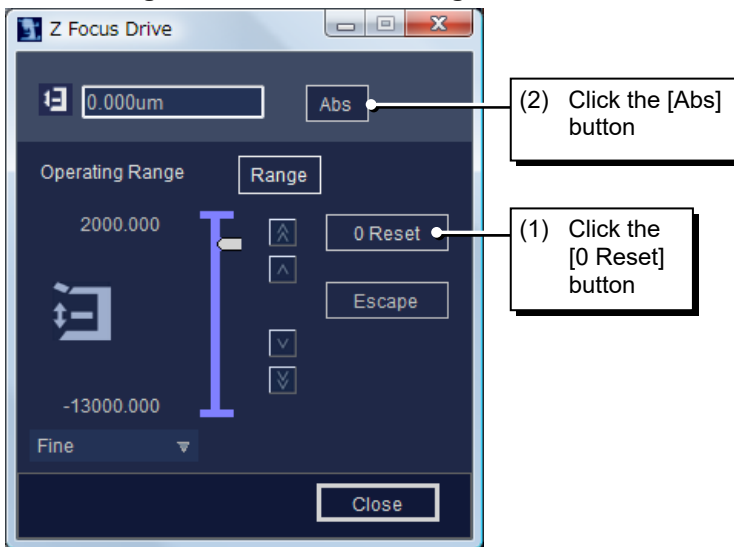 Z Focus Drive
0.000um
Abs
(2) Click the [Abs]
button
Operating Range
Range
2000.000
0 Reset
(1) Click the
[0 Reset]
button
Escape
-13000.000
Fine
Close